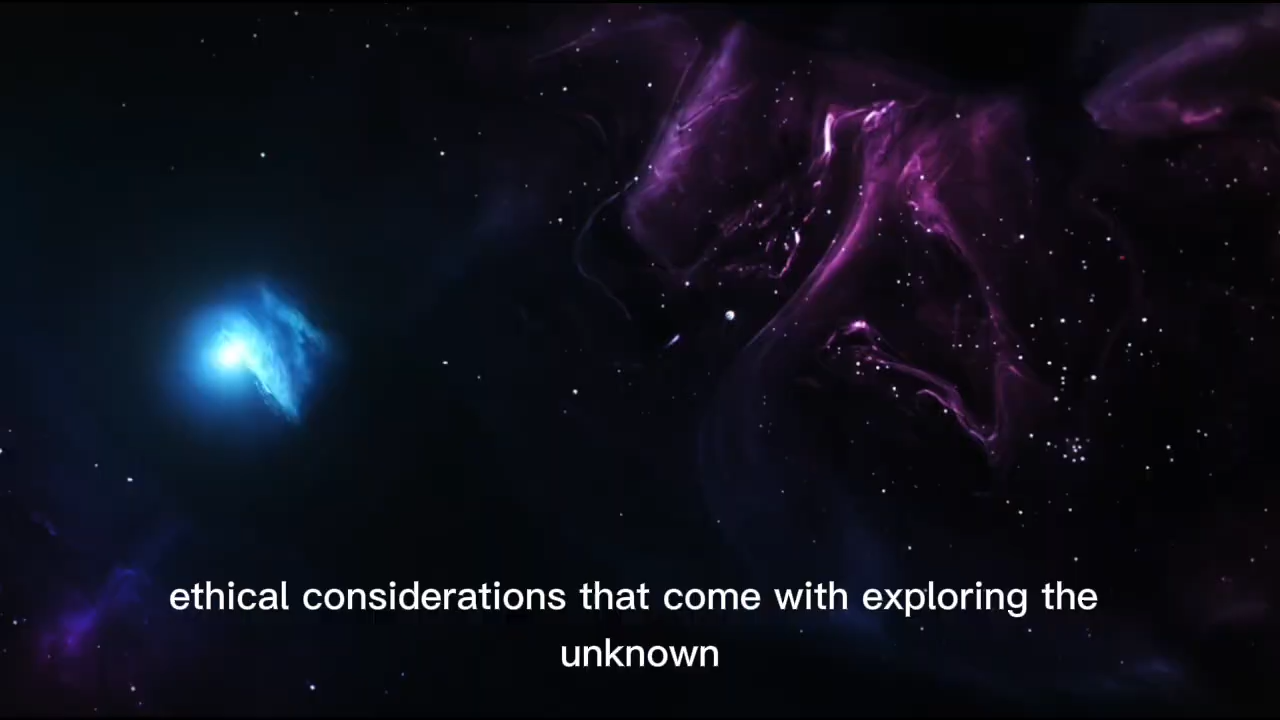 ethical considerations that come with exploring the
unknown